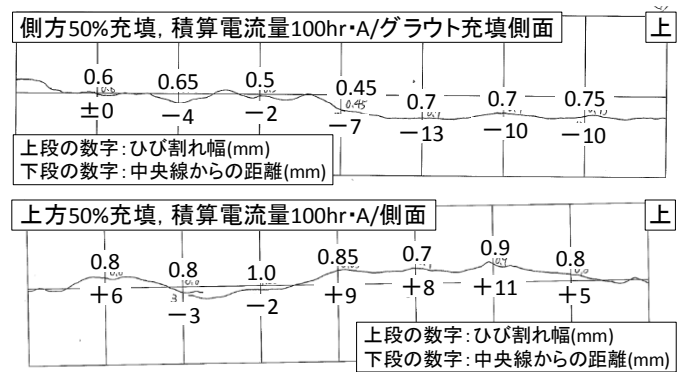 側方50%充填，積算電流量100hr・A/グラウト充填側面
上
0.6 0.65 0.5 0.45 0.7 0.7 0.75
0.45
±0 −4 −2 −7 −13 −10 −10
上段の数字：ひび割れ幅(mm)
下段の数字：中央線からの距離(mm)
上方50%充填，積算電流量100hr・A/側面
上
0.8 0.8 1.0 0.85 0.7 0.9 0.8
+6 −3 −2 +9 +8 +11 +5
上段の数字：ひび割れ幅(mm)
下段の数字：中央線からの距離(mm)